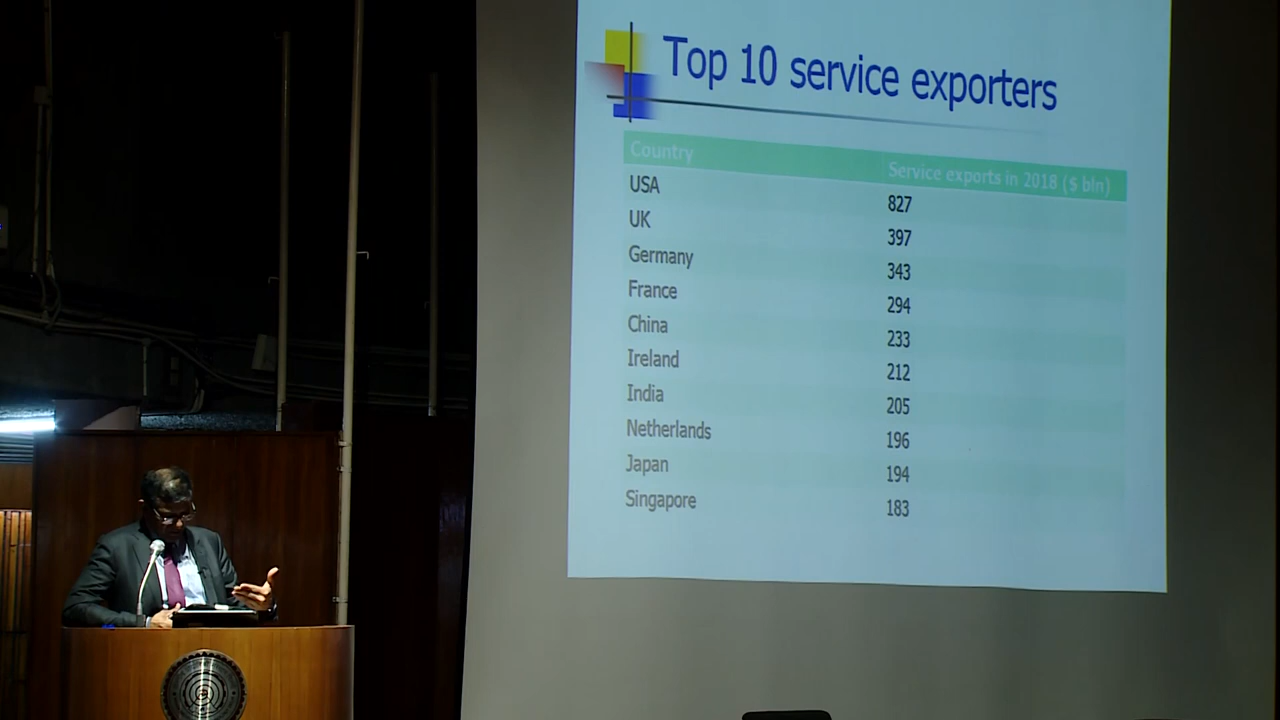 Top 10 service exporters
Country Service exports in 2018 ($ bln)
USA 827
UK 397
Germany 343
France 294
China 233
Ireland 212
India 205
Netherlands 196
Japan 194
Singapore 183